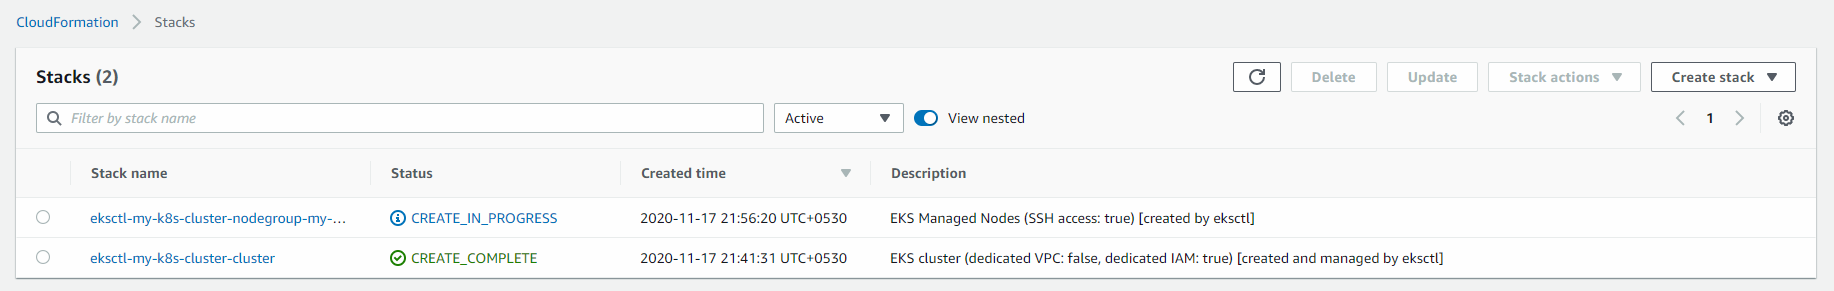 CloudFormation > Stacks
Stacks (2)
Delete
Update
Stack actions
Create stack
Filter by stack name
Active
View nested
1
Stack name Status Created time Description
eksctl-my-k8s-cluster-nodegroup-my-... CREATE_IN_PROGRESS 2020-11-17 21:56:20 UTC+0530 EKS Managed Nodes (SSH access: true) [created by eksctl]
eksctl-my-k8s-cluster-cluster CREATE_COMPLETE 2020-11-17 21:41:31 UTC+0530 EKS cluster (dedicated VPC: false, dedicated IAM: true) [created and managed by eksctl]